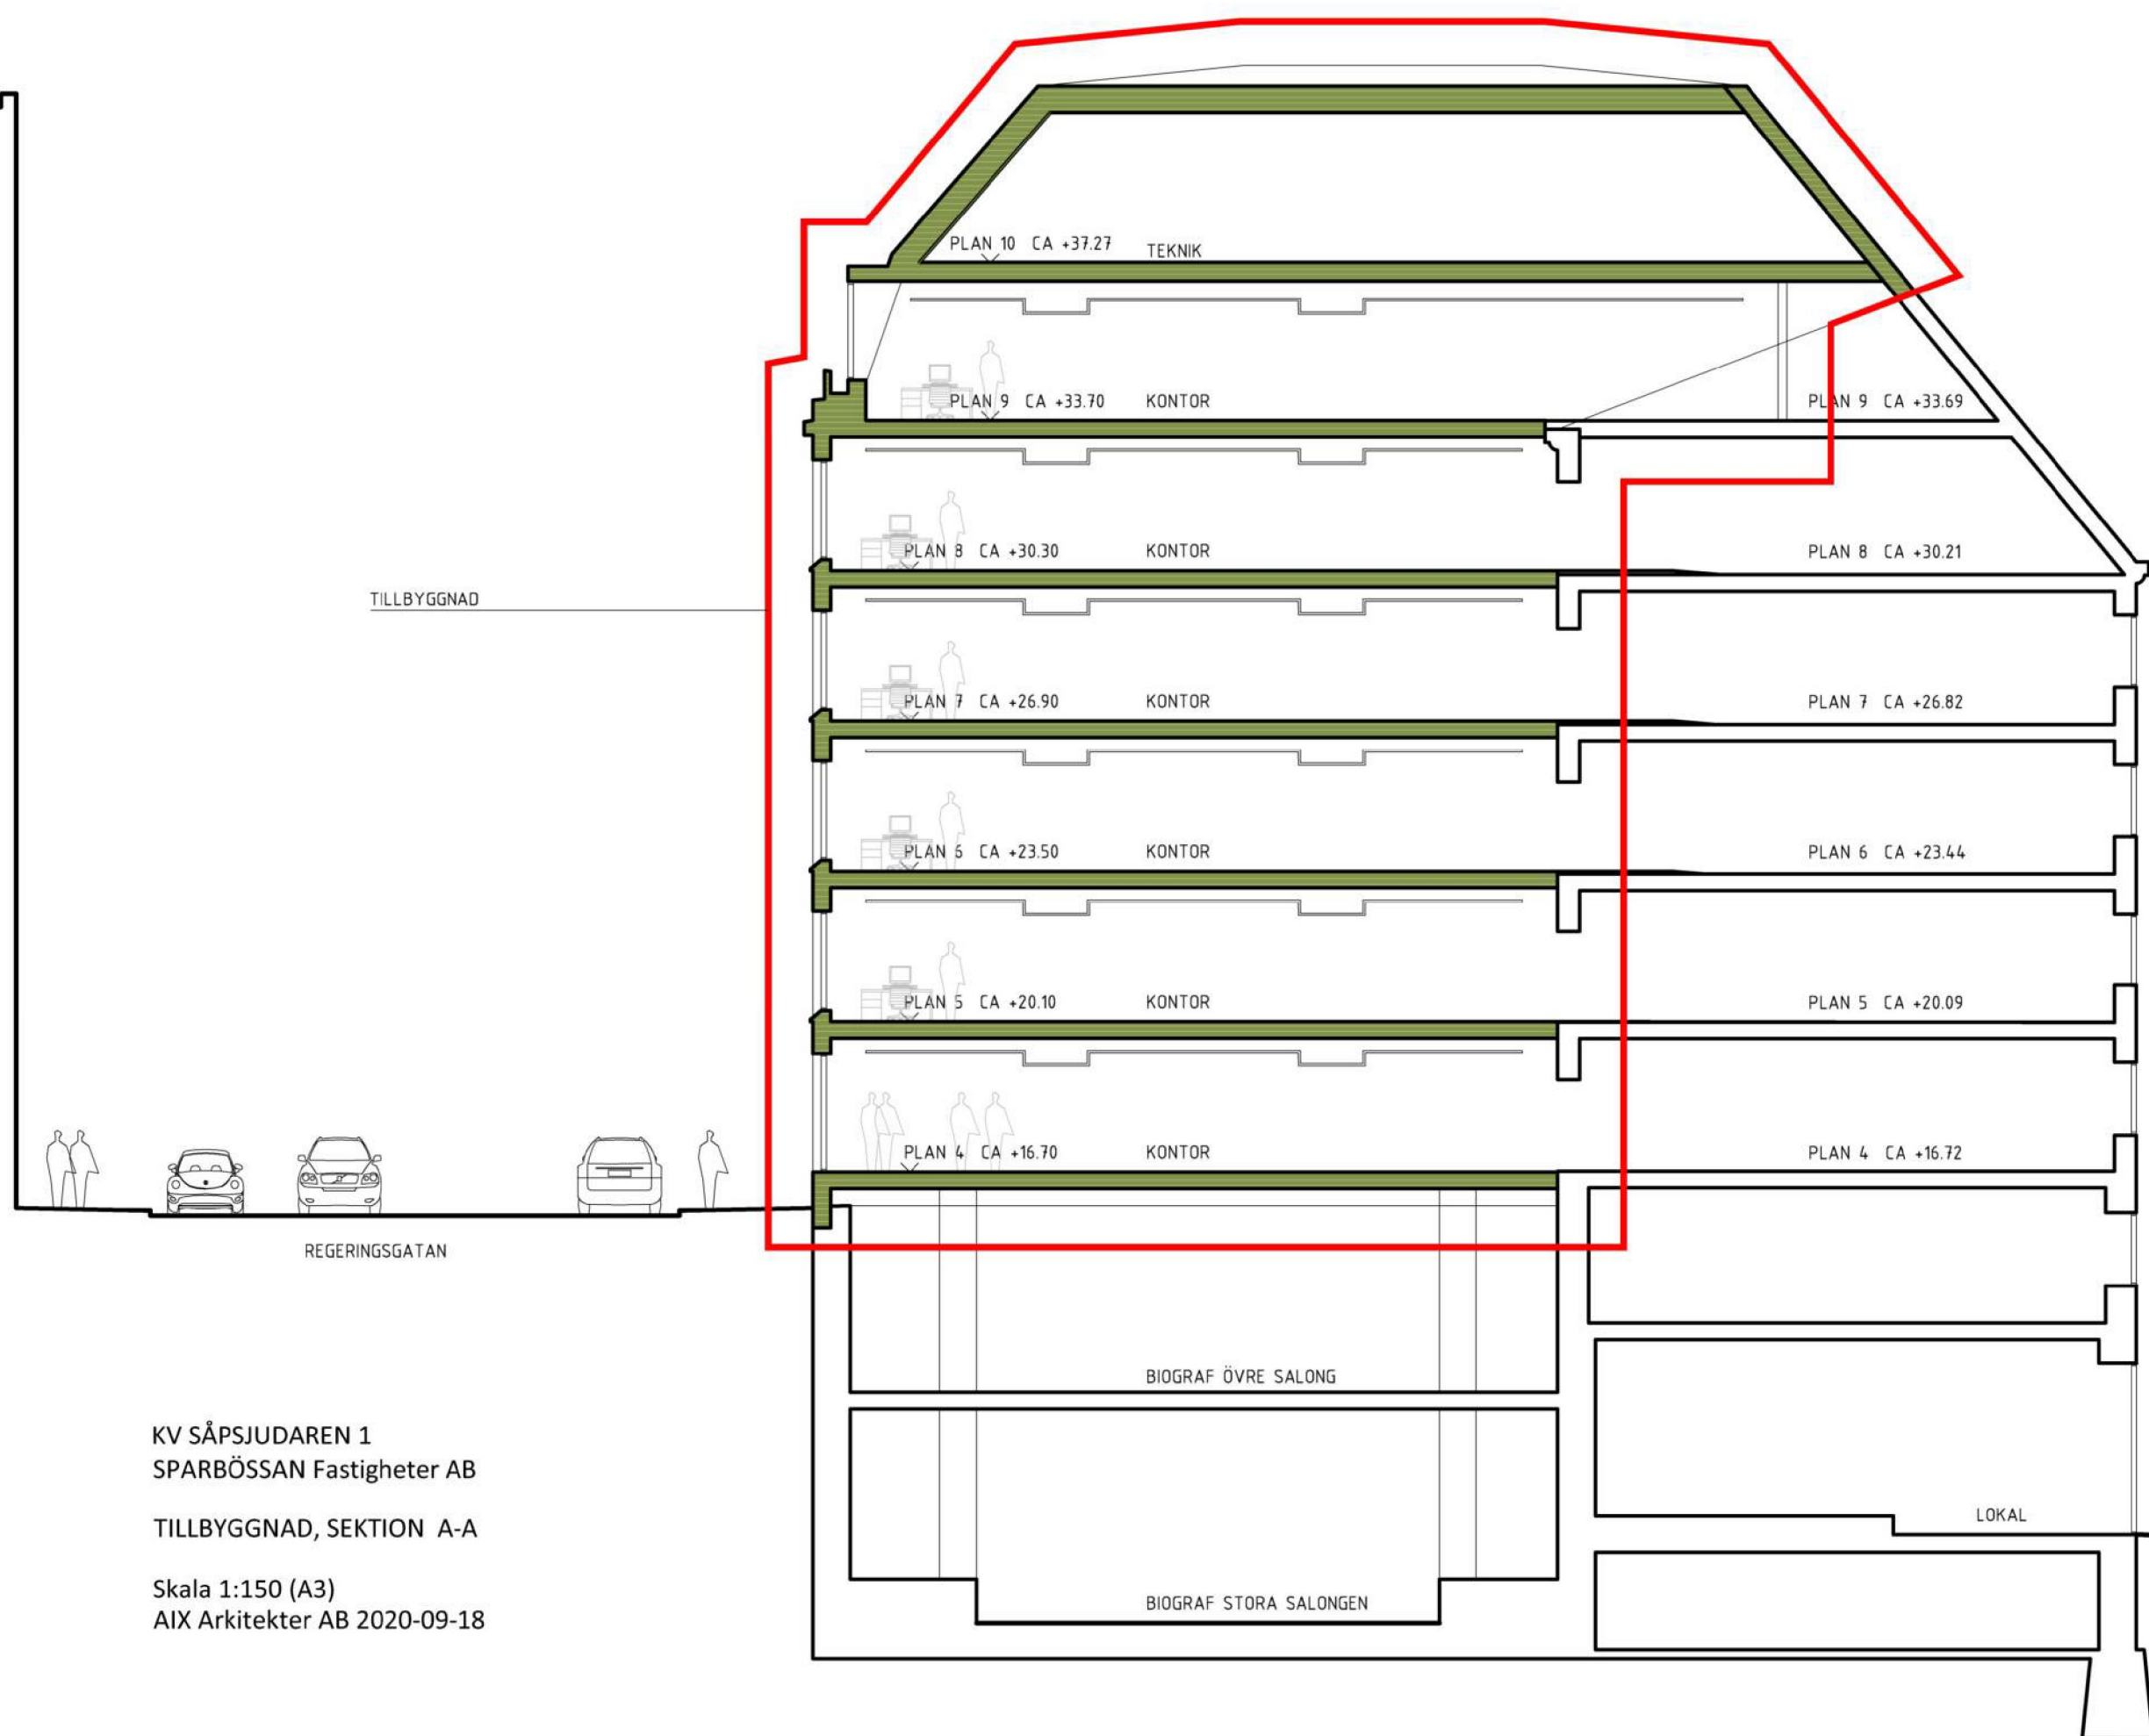 PLAN 10 CA +37.27 TEKNIK
PLAN 9 CA +33.70 KONTOR PLAN 9 CA +33.69
PLAN 8 CA +30.30 KONTOR PLAN 8 CA +30.21
TILLBYGGNAD
PLAN 7 CA +26.90 KONTOR PLAN 7 CA +26.82
PLAN 6 CA +23.50 KONTOR PLAN 6 CA +23.44
PLAN 5 CA +20.10 KONTOR PLAN 5 CA +20.09
PLAN 4 CA +16.70 KONTOR PLAN 4 CA +16.72
REGERINGSGATAN
BIOGRAF ÖVRE SALONG
LOKAL
BIOGRAF STORA SALONGEN
KV SÅPSJUDAREN 1
SPARBÖSSAN Fastigheter AB
TILLBYGGNAD, SEKTION A-A
Skala 1:150 (A3)
AIX Arkitekter AB 2020-09-18